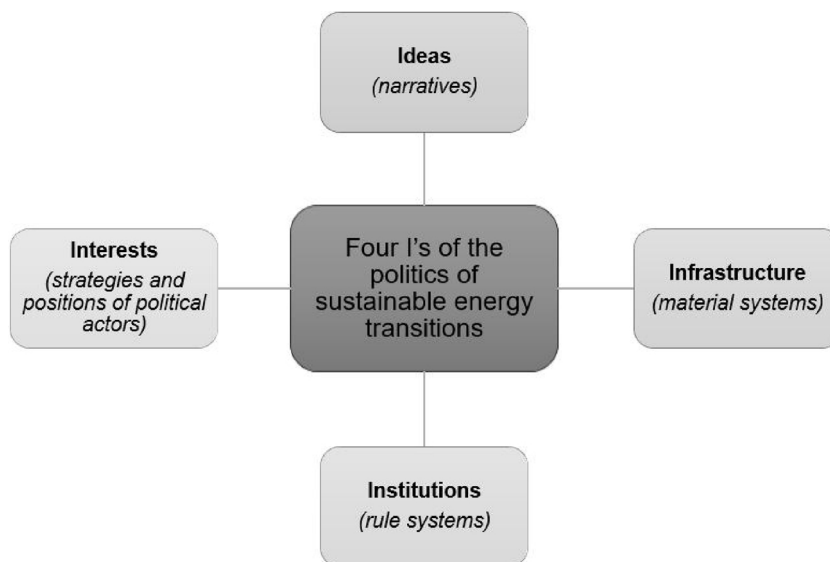 Ideas
(narratives)
Interests
(strategies and
positions of political
actors)
Four I's of the
politics of
sustainable energy
transitions
Infrastructure
(material systems)
Institutions
(rule systems)